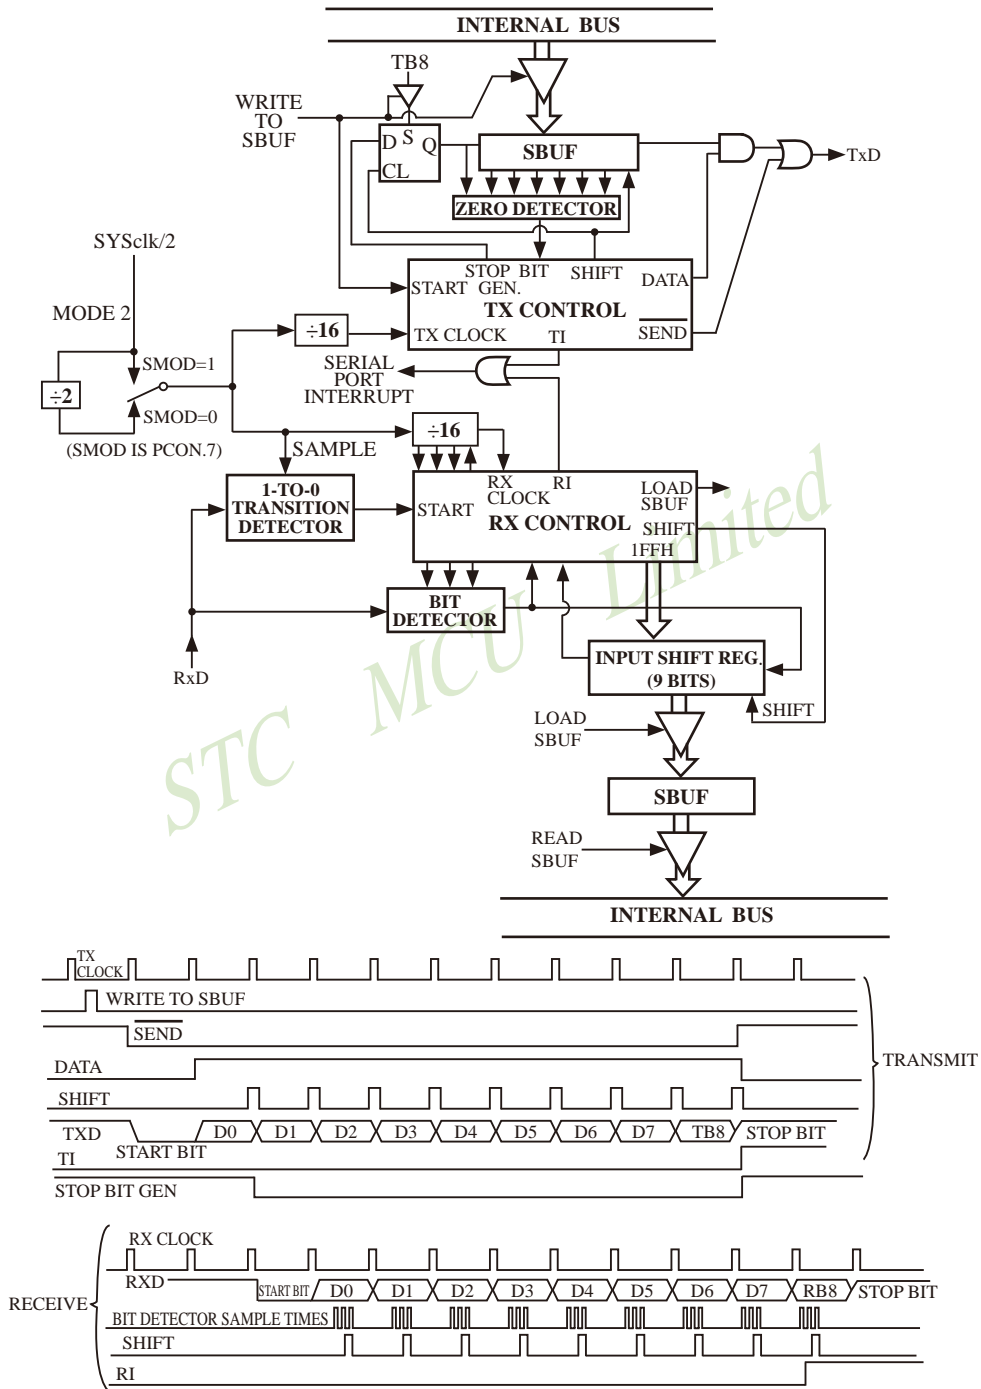 INTERNAL BUS
TB8
WRITE
TO
SBUF
D S Q
CL
SBUF
TxD
ZERO DETECTOR
SYSclk/2
STOP BIT SHIFT
START GEN. DATA
TX CONTROL
MODE 2
÷16
TX CLOCK TI SEND
SERIAL
PORT
INTERRUPT
SMOD=1
÷2
SMOD=0
(SMOD IS PCON.7)
÷16
SAMPLE
1-TO-0
TRANSITION
DETECTOR
RX RI LOAD
CLOCK SBUF
START
RX CONTROL SHIFT
1FFH
BIT
DETECTOR
RxD
INPUT SHIFT REG.
(9 BITS)
SHIFT
LOAD
SBUF
SBUF
READ
SBUF
INTERNAL BUS
STC MCU Limited
TX
CLOCK
WRITE TO SBUF
SEND
DATA
TRANSMIT
SHIFT
TXD START BIT D0 D1 D2 D3 D4 D5 D6 D7 TB8 STOP BIT
TI
STOP BIT GEN
RX CLOCK
RXD START BIT D0 D1 D2 D3 D4 D5 D6 D7 RB8 STOP BIT
RECEIVE
BIT DETECTOR SAMPLE TIMES
SHIFT
RI